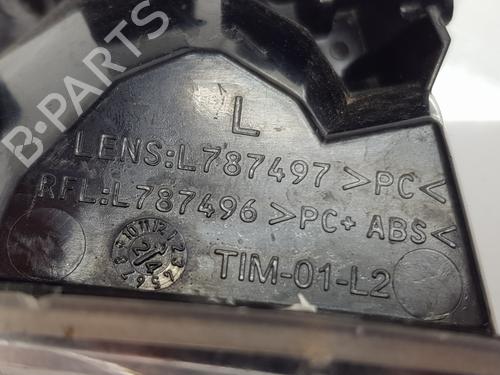 B-PARTS
L
LENS:L787497 >PC<
RFL:L787496 >PC+ ABS<
TIM-01-L2